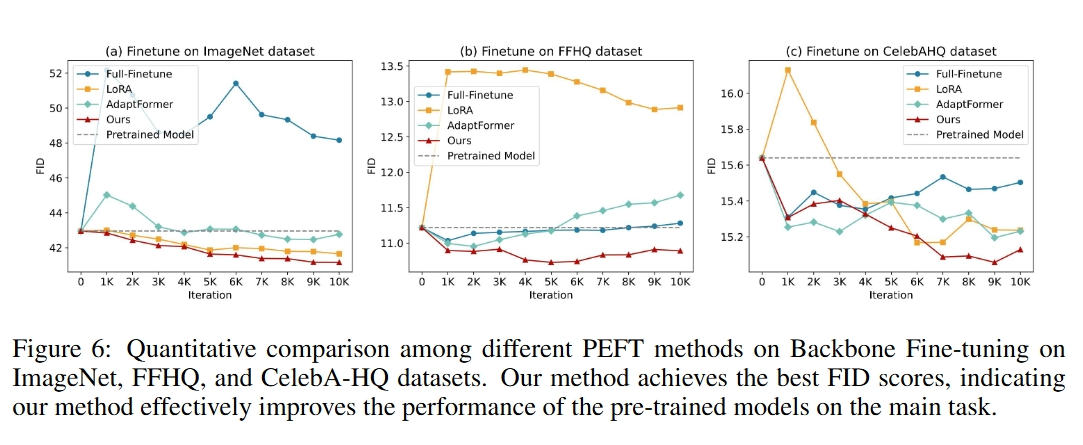 (a) Finetune on ImageNet dataset
52
50
48
46
44
42
FID
Full-Finetune
LoRA
AdaptFormer
Ours
Pretrained Model
0 1K 2K 3K 4K 5K 6K 7K 8K 9K 10K
Iteration
(b) Finetune on FFHQ dataset
13.5
13.0
12.5
12.0
11.5
11.0
FID
Full-Finetune
LoRA
AdaptFormer
Ours
Pretrained Model
0 1K 2K 3K 4K 5K 6K 7K 8K 9K 10K
Iteration
(c) Finetune on CelebAHQ dataset
16.0
15.8
15.6
15.4
15.2
FID
Full-Finetune
LoRA
AdaptFormer
Ours
Pretrained Model
0 1K 2K 3K 4K 5K 6K 7K 8K 9K 10K
Iteration
Figure 6: Quantitative comparison among different PEFT methods on Backbone Fine-tuning on
ImageNet, FFHQ, and CelebA-HQ datasets. Our method achieves the best FID scores, indicating
our method effectively improves the performance of the pre-trained models on the main task.